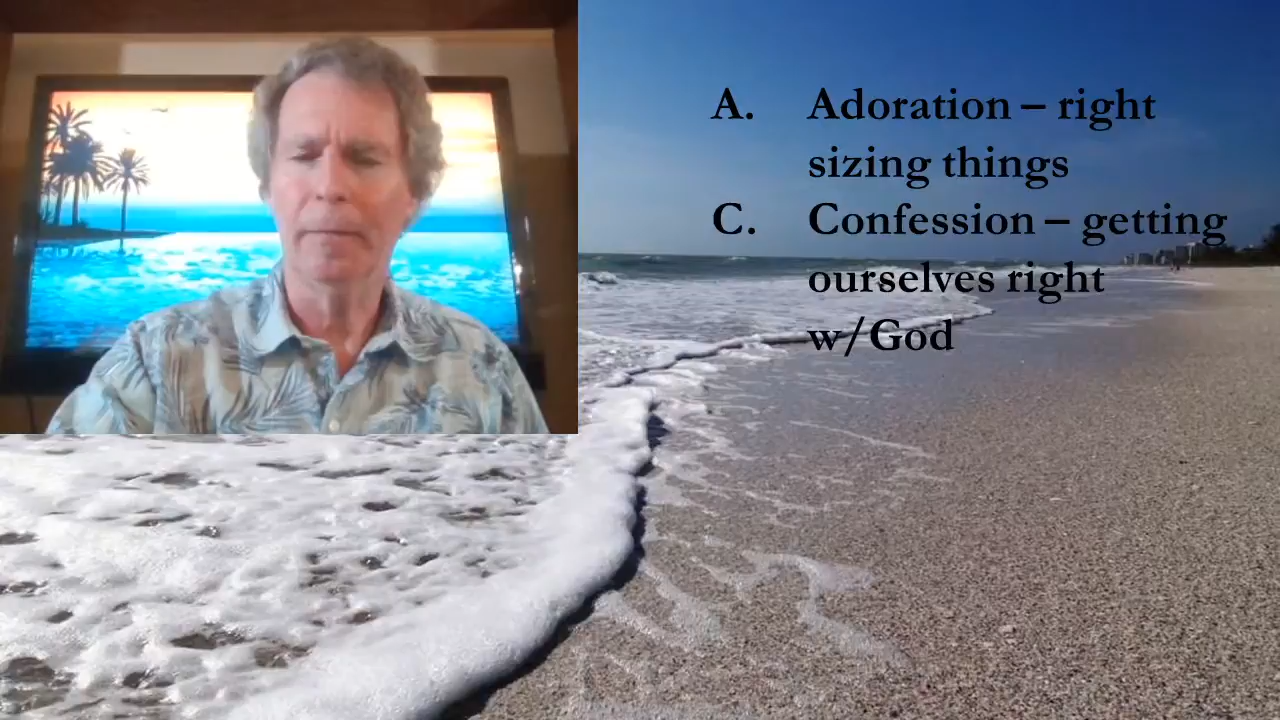 A. Adoration – right
sizing things
C. Confession – getting
ourselves right
w/God